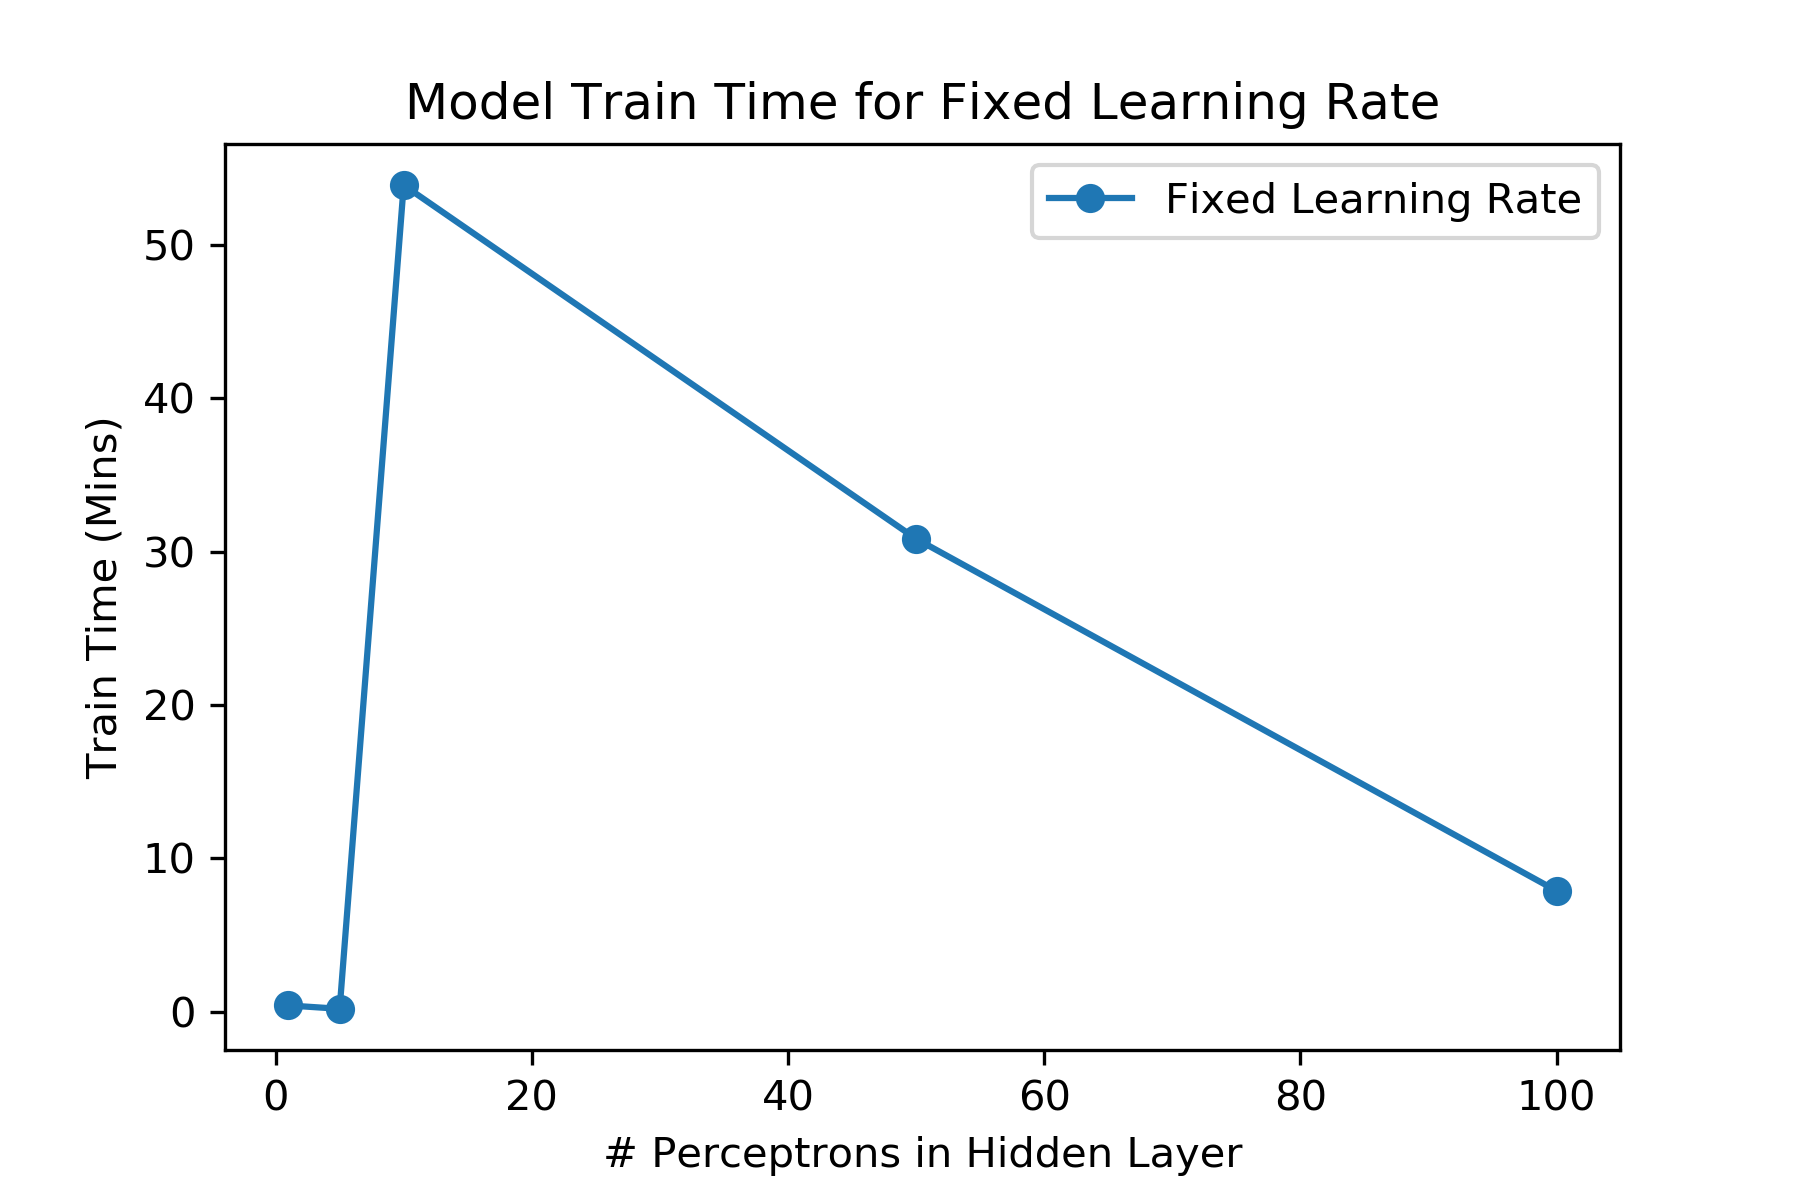 Model Train Time for Fixed Learning Rate
Fixed Learning Rate
50
40
30
20
10
0
Train Time (Mins)
0 20 40 60 80 100
# Perceptrons in Hidden Layer